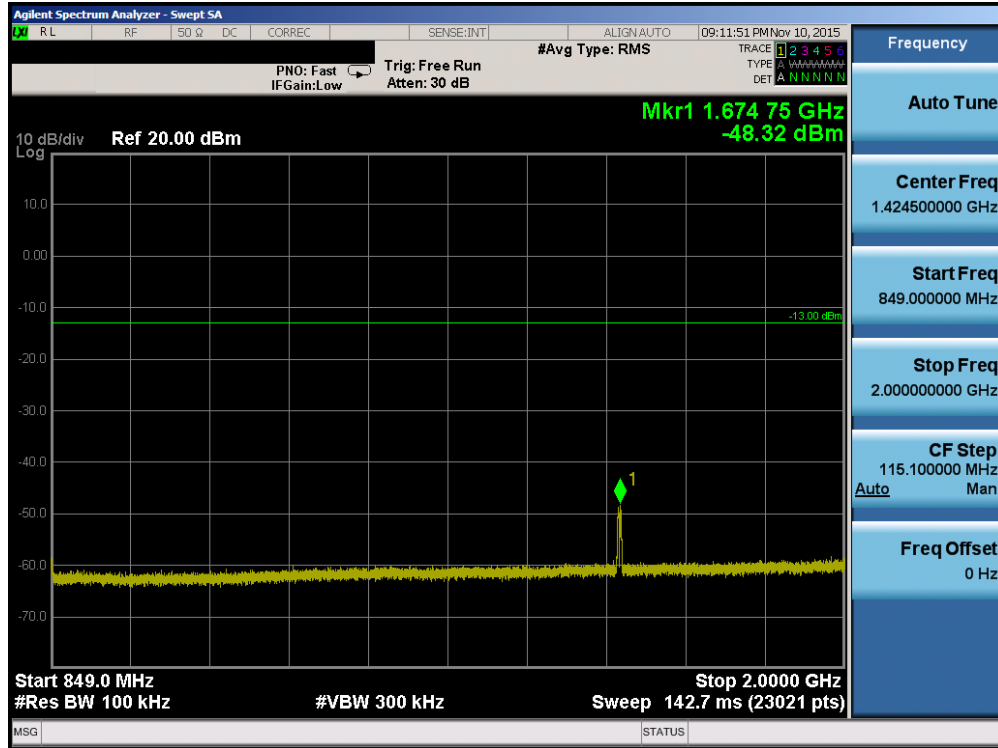 Agilent Spectrum Analyzer - Swept SA
LXI RL RF 50 Ω DC CORREC SENSE:INT ALIGN AUTO 09:11:51 PM Nov 10, 2015
Frequency
#Avg Type: RMS
TRACE 1 2 3 4 5 6
PNO: Fast Trig: Free Run
TYPE A WWWWW
IFGain:Low Atten: 30 dB
DET A N N N N N
Auto Tune
Mkr1 1.674 75 GHz
10 dB/div Ref 20.00 dBm -48.32 dBm
Log
Center Freq
1.424500000 GHz
10.0
0.00
Start Freq
849.000000 MHz
-10.0
-13.00 dBm
-20.0
Stop Freq
2.000000000 GHz
-30.0
-40.0
CF Step
115.100000 MHz
Auto Man
1
-50.0
Freq Offset
0 Hz
-60.0
-70.0
Start 849.0 MHz Stop 2.0000 GHz
#Res BW 100 kHz #VBW 300 kHz Sweep 142.7 ms (23021 pts)
MSG STATUS